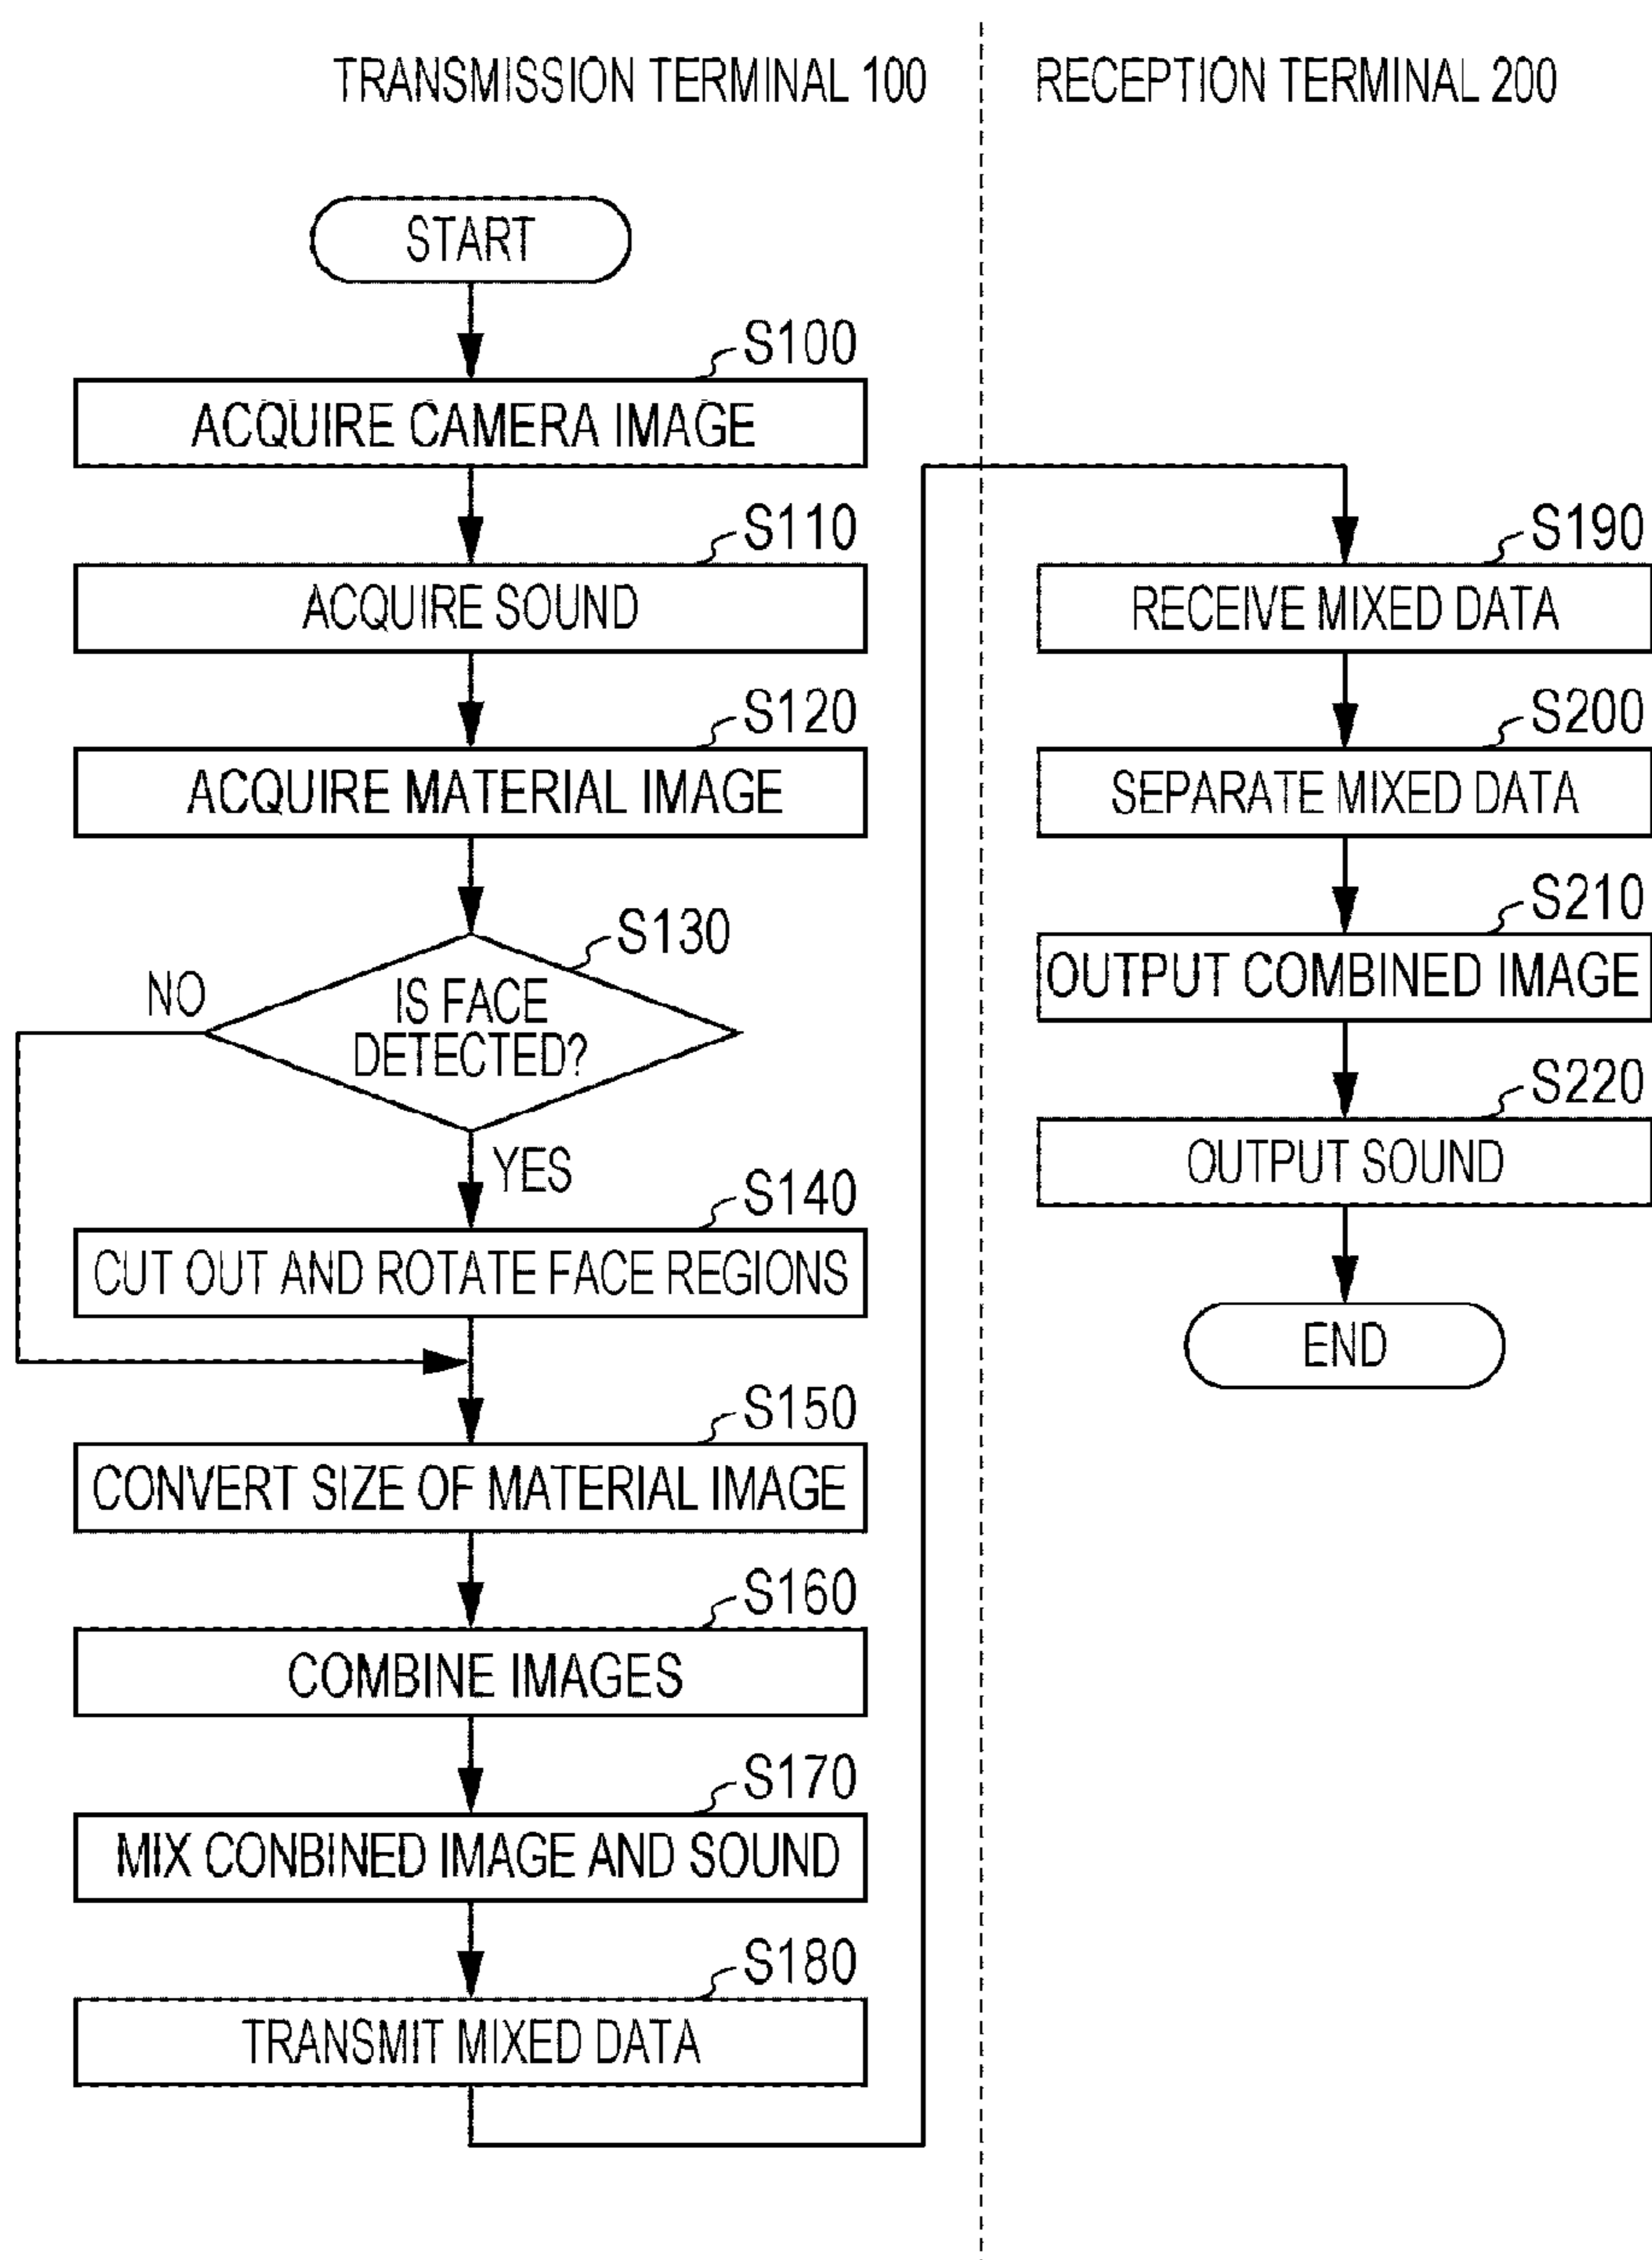 TRANSMISSION TERMINAL 100
START
S100
ACQUIRE CAMERA IMAGE
S110
ACQUIRE SOUND
S120
ACQUIRE MATERIAL IMAGE
S130
NO
IS FACE
DETECTED?
YES
S140
CUT OUT AND ROTATE FACE REGIONS
S150
CONVERT SIZE OF MATERIAL IMAGE
S160
COMBINE IMAGES
S170
MIX CONBINED IMAGE AND SOUND
S180
TRANSMIT MIXED DATA
RECEPTION TERMINAL 200
S190
RECEIVE MIXED DATA
S200
SEPARATE MIXED DATA
S210
OUTPUT COMBINED IMAGE
S220
OUTPUT SOUND
END